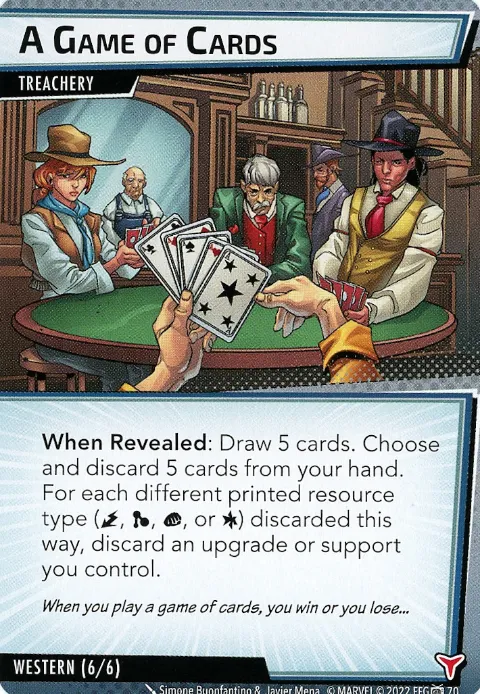 A Game of Cards
TREACHERY
When Revealed: Draw 5 cards. Choose
and discard 5 cards from your hand.
For each different printed resource
type (, , , or ) discarded this
way, discard an upgrade or support
you control.
When you play a game of cards, you win or you lose...
WESTERN (6/6)
Simone Buonfantino & Javier Mena © MARVEL © 2022 FFG 70